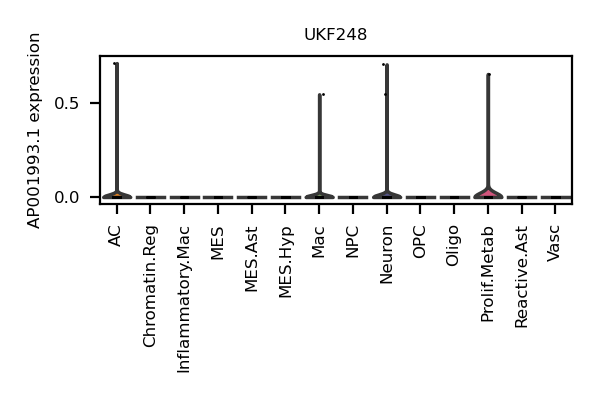 UKF248
AP001993.1 expression
0.5
0.0
AC
Chromatin.Reg
Inflammatory.Mac
MES
MES.Ast
MES.Hyp
Mac
NPC
Neuron
OPC
Oligo
Prolif.Metab
Reactive.Ast
Vasc